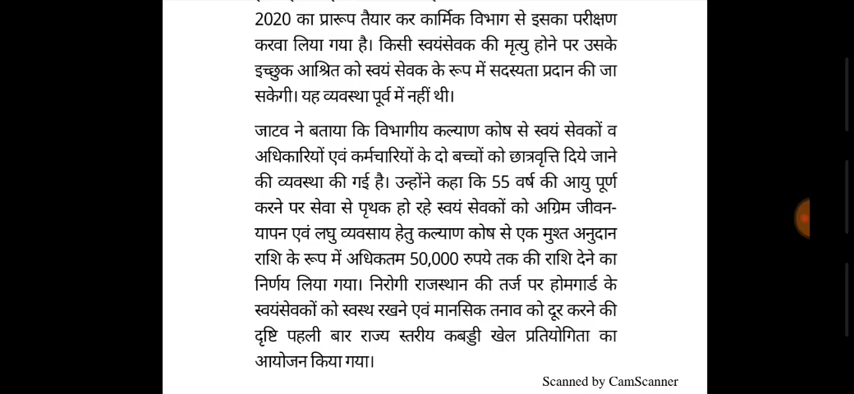 2020 का प्रारूप तैयार कर कार्मिक विभाग से इसका परीक्षण
करवा लिया गया है। किसी स्वयंसेवक की मृत्यु होने पर उसके
इच्छुक आश्रित को स्वयं सेवक के रूप में सदस्यता प्रदान की जा
सकेगी। यह व्यवस्था पूर्व में नहीं थी।
जाटव ने बताया कि विभागीय कल्याण कोष से स्वयं सेवकों व
अधिकारियों एवं कर्मचारियों के दो बच्चों को छात्रवृत्ति दिये जाने
की व्यवस्था की गई है। उन्होंने कहा कि 55 वर्ष की आयु पूर्ण
करने पर सेवा से पृथक हो रहे स्वयं सेवकों को अग्रिम जीवन-
यापन एवं लघु व्यवसाय हेतु कल्याण कोष से एक मुश्त अनुदान
राशि के रूप में अधिकतम 50,000 रुपये तक की राशि देने का
निर्णय लिया गया। निरोगी राजस्थान की तर्ज पर होमगार्ड के
स्वयंसेवकों को स्वस्थ रखने एवं मानसिक तनाव को दूर करने की
दृष्टि पहली बार राज्य स्तरीय कबड्डी खेल प्रतियोगिता का
आयोजन किया गया।
Scanned by CamScanner